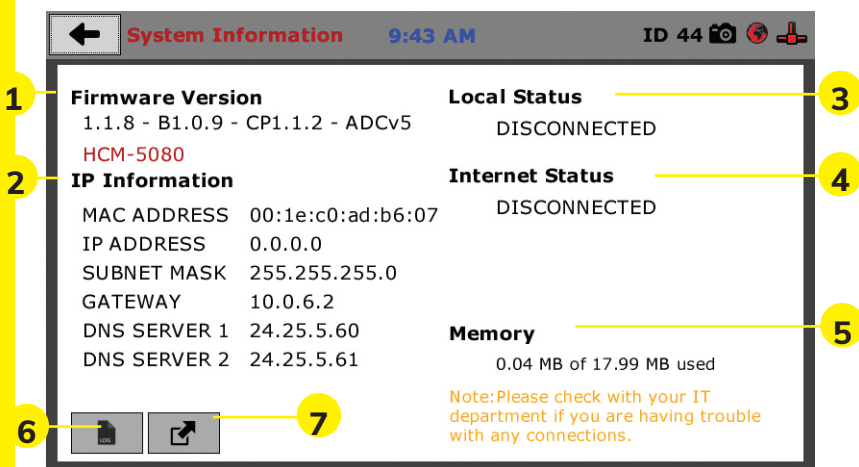 System Information 9:43 AM ID 44
1 Firmware Version
1.1.8 - B1.0.9 - CP1.1.2 - ADCv5
HCM-5080
2 IP Information
MAC ADDRESS 00:1e:c0:ad:b6:07
IP ADDRESS 0.0.0.0
SUBNET MASK 255.255.255.0
GATEWAY 10.0.6.2
DNS SERVER 1 24.25.5.60
DNS SERVER 2 24.25.5.61
6 LOG
7
Local Status 3
DISCONNECTED
Internet Status 4
DISCONNECTED
Memory 5
0.04 MB of 17.99 MB used
Note:Please check with your IT
department if you are having trouble
with any connections.